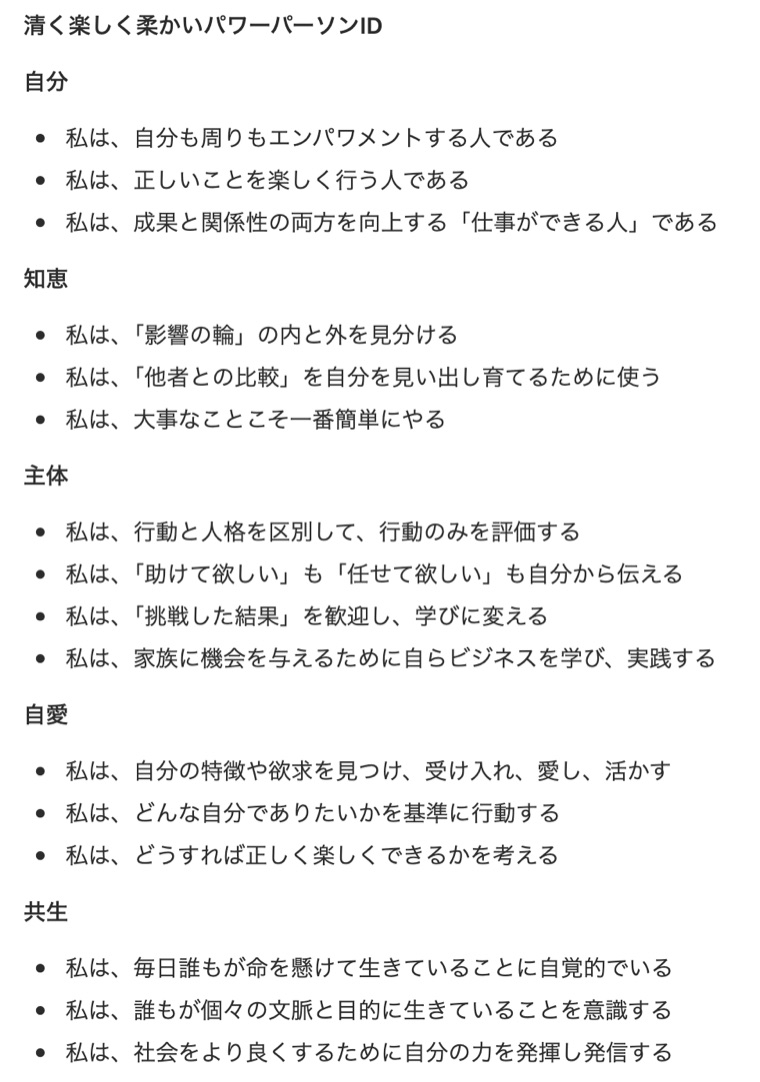 清く楽しく柔かいパワーパーソンID
自分
• 私は、自分も周りもエンパワメントする人である
• 私は、正しいことを楽しく行う人である
• 私は、成果と関係性の両方を向上する「仕事ができる人」である
知恵
• 私は、「影響の輪」の内と外を見分ける
• 私は、「他者との比較」を自分を見い出し育てるために使う
• 私は、大事なことこそ一番簡単にやる
主体
• 私は、行動と人格を区別して、行動のみを評価する
• 私は、「助けて欲しい」も「任せて欲しい」も自分から伝える
• 私は、「挑戦した結果」を歓迎し、学びに変える
• 私は、家族に機会を与えるために自らビジネスを学び、実践する
自愛
• 私は、自分の特徴や欲求を見つけ、受け入れ、愛し、活かす
• 私は、どんな自分でありたいかを基準に行動する
• 私は、どうすれば正しく楽しくできるかを考える
共生
• 私は、毎日誰もが命を懸けて生きていることに自覚的でいる
• 私は、誰もが個々の文脈と目的に生きていることを意識する
• 私は、社会をより良くするために自分の力を発揮し発信する